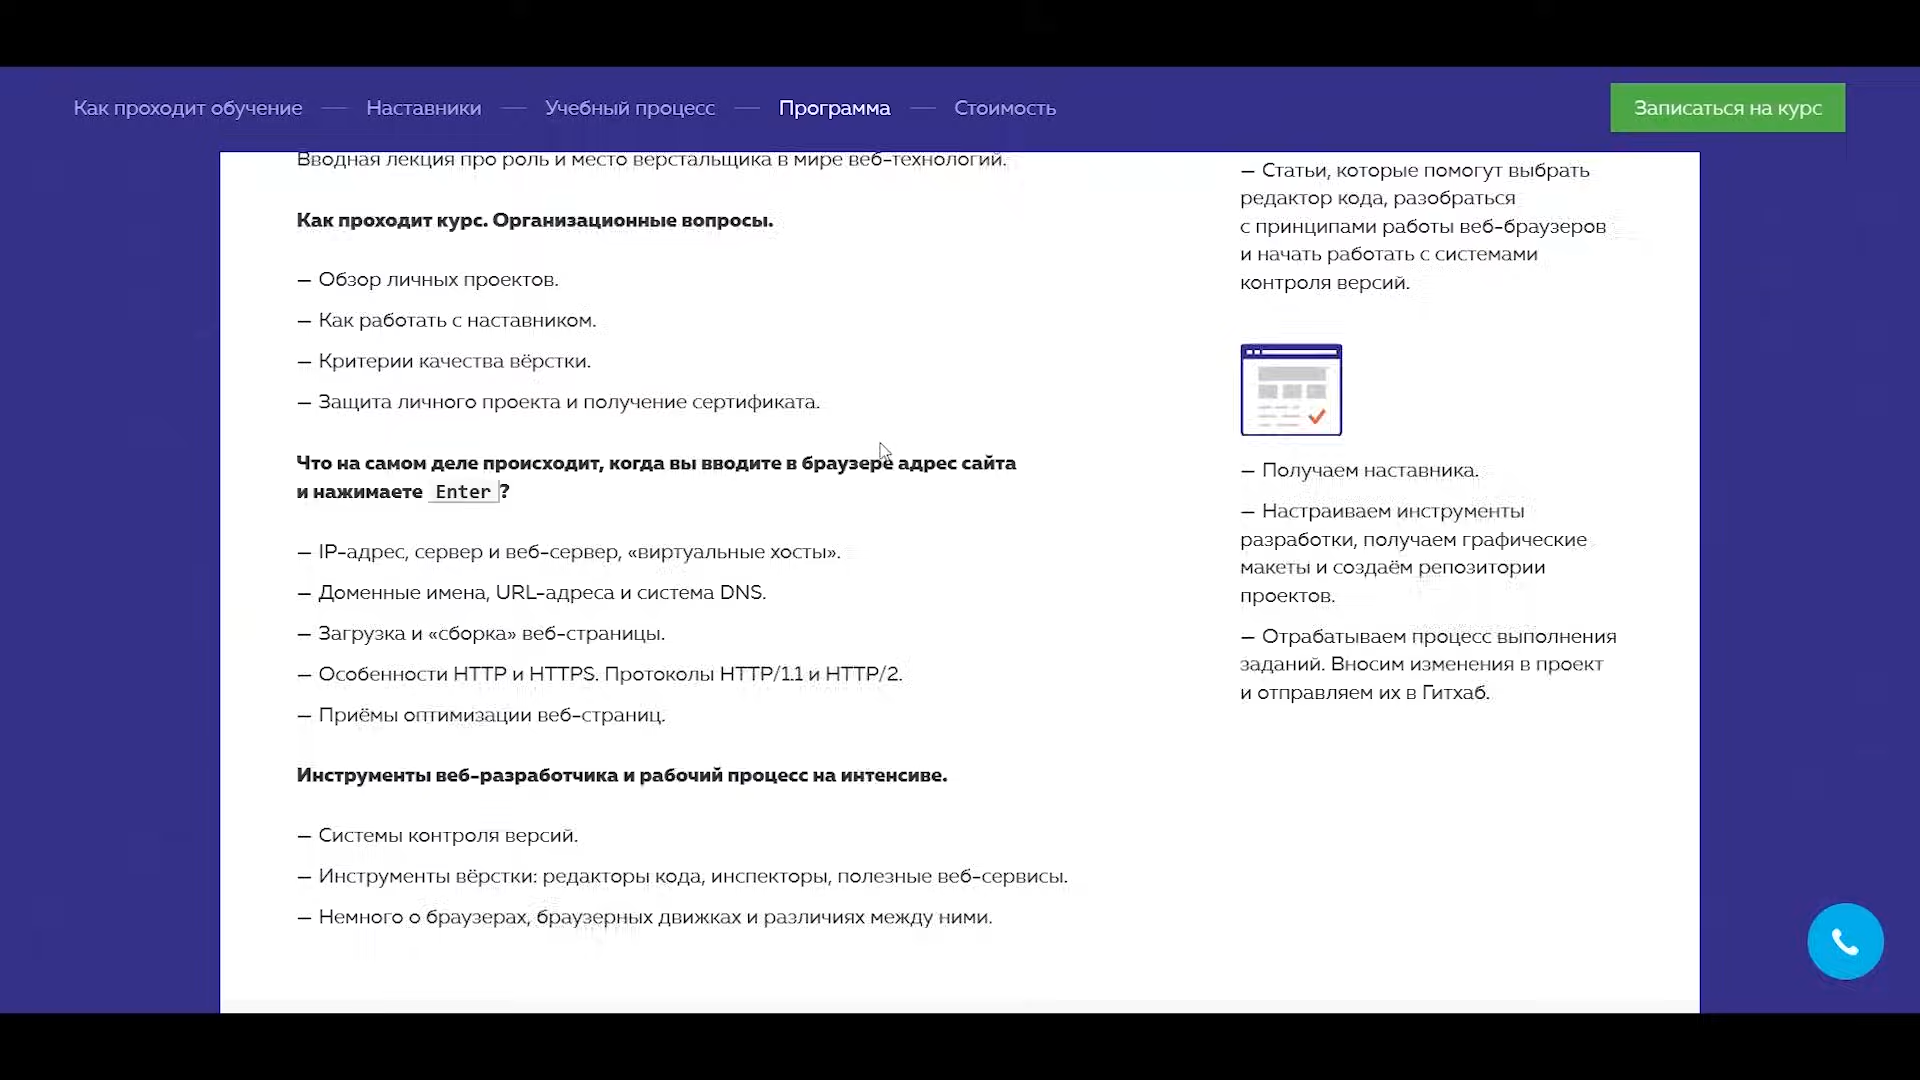 Как проходит обучение — Наставники — Учебный процесс — Программа — Стоимость
Записаться на курс
Вводная лекция про роль и место верстальщика в мире веб-технологий.
Как проходит курс. Организационные вопросы.
— Обзор личных проектов.
— Как работать с наставником.
— Критерии качества вёрстки.
— Защита личного проекта и получение сертификата.
Что на самом деле происходит, когда вы вводите в браузере адрес сайта
и нажимаете Enter ?
— IP-адрес, сервер и веб-сервер, «виртуальные хосты».
— Доменные имена, URL-адреса и система DNS.
— Загрузка и «сборка» веб-страницы.
— Особенности HTTP и HTTPS. Протоколы HTTP/1.1 и HTTP/2.
— Приёмы оптимизации веб-страниц.
Инструменты веб-разработчика и рабочий процесс на интенсиве.
— Системы контроля версий.
— Инструменты вёрстки: редакторы кода, инспекторы, полезные веб-сервисы.
— Немного о браузерах, браузерных движках и различиях между ними.
— Статьи, которые помогут выбрать
редактор кода, разобраться
с принципами работы веб-браузеров
и начать работать с системами
контроля версий.
— Получаем наставника.
— Настраиваем инструменты
разработки, получаем графические
макеты и создаём репозитории
проектов.
— Отрабатываем процесс выполнения
заданий. Вносим изменения в проект
и отправляем их в Гитхаб.